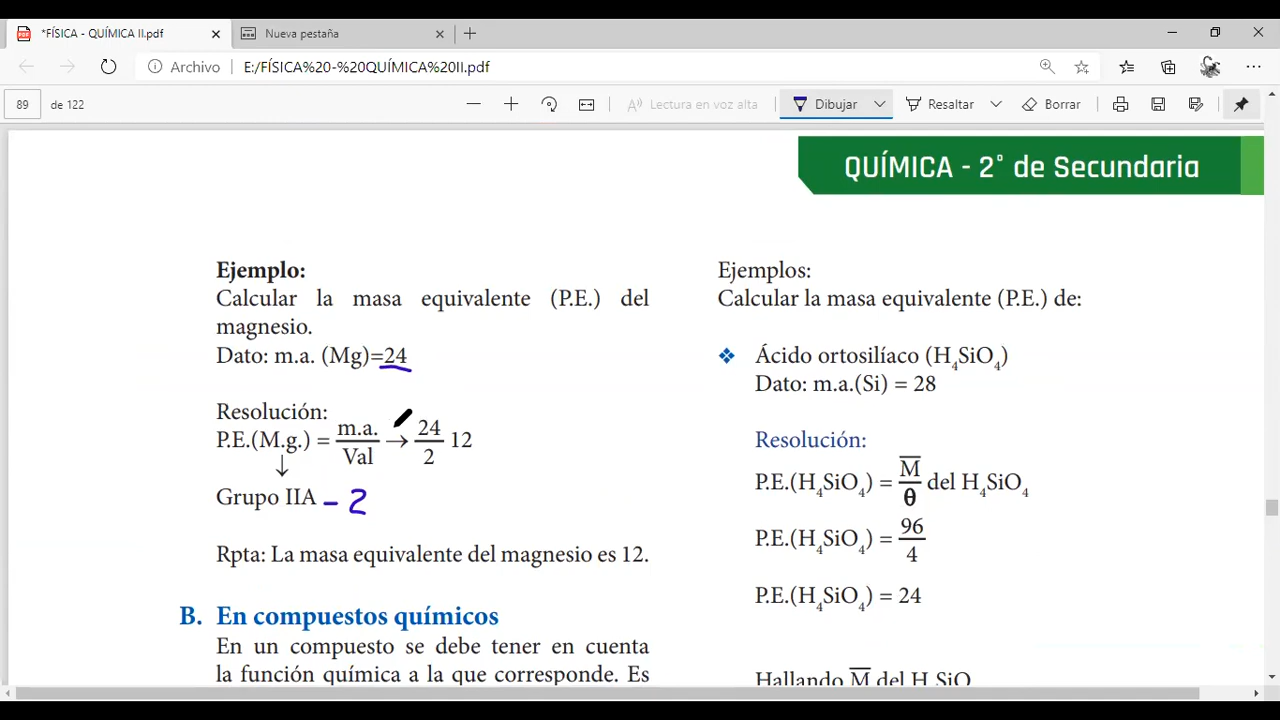 *FÍSICA - QUÍMICA II.pdf
Nueva pestaña
Archivo
E:/FÍSICA%20-%20QUÍMICA%20II.pdf
89 de 122
Lectura en voz alta
Dibujar
Resaltar
Borrar
QUÍMICA - 2° de Secundaria
Ejemplo:
Calcular la masa equivalente (P.E.) del
magnesio.
Dato: m.a. (Mg)=24
Resolución:
P.E.(M.g.) = m.a./Val → 24/2 12
↓
Grupo IIA - 2
Rpta: La masa equivalente del magnesio es 12.
B. En compuestos químicos
En un compuesto se debe tener en cuenta
la función química a la que corresponde. Es
Ejemplos:
Calcular la masa equivalente (P.E.) de:
❖ Ácido ortosilíaco (H₄SiO₄)
Dato: m.a.(Si) = 28
Resolución:
P.E.(H₄SiO₄) = M̅/θ del H₄SiO₄
P.E.(H₄SiO₄) = 96/4
P.E.(H₄SiO₄) = 24
Hallando M̅ del H SiO